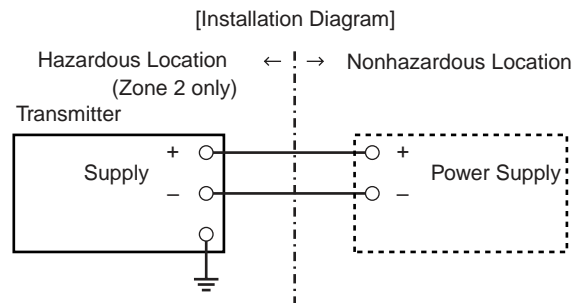 [Installation Diagram]
Hazardous Location ← → Nonhazardous Location
(Zone 2 only)
Transmitter
+ +
Supply Power Supply
– –